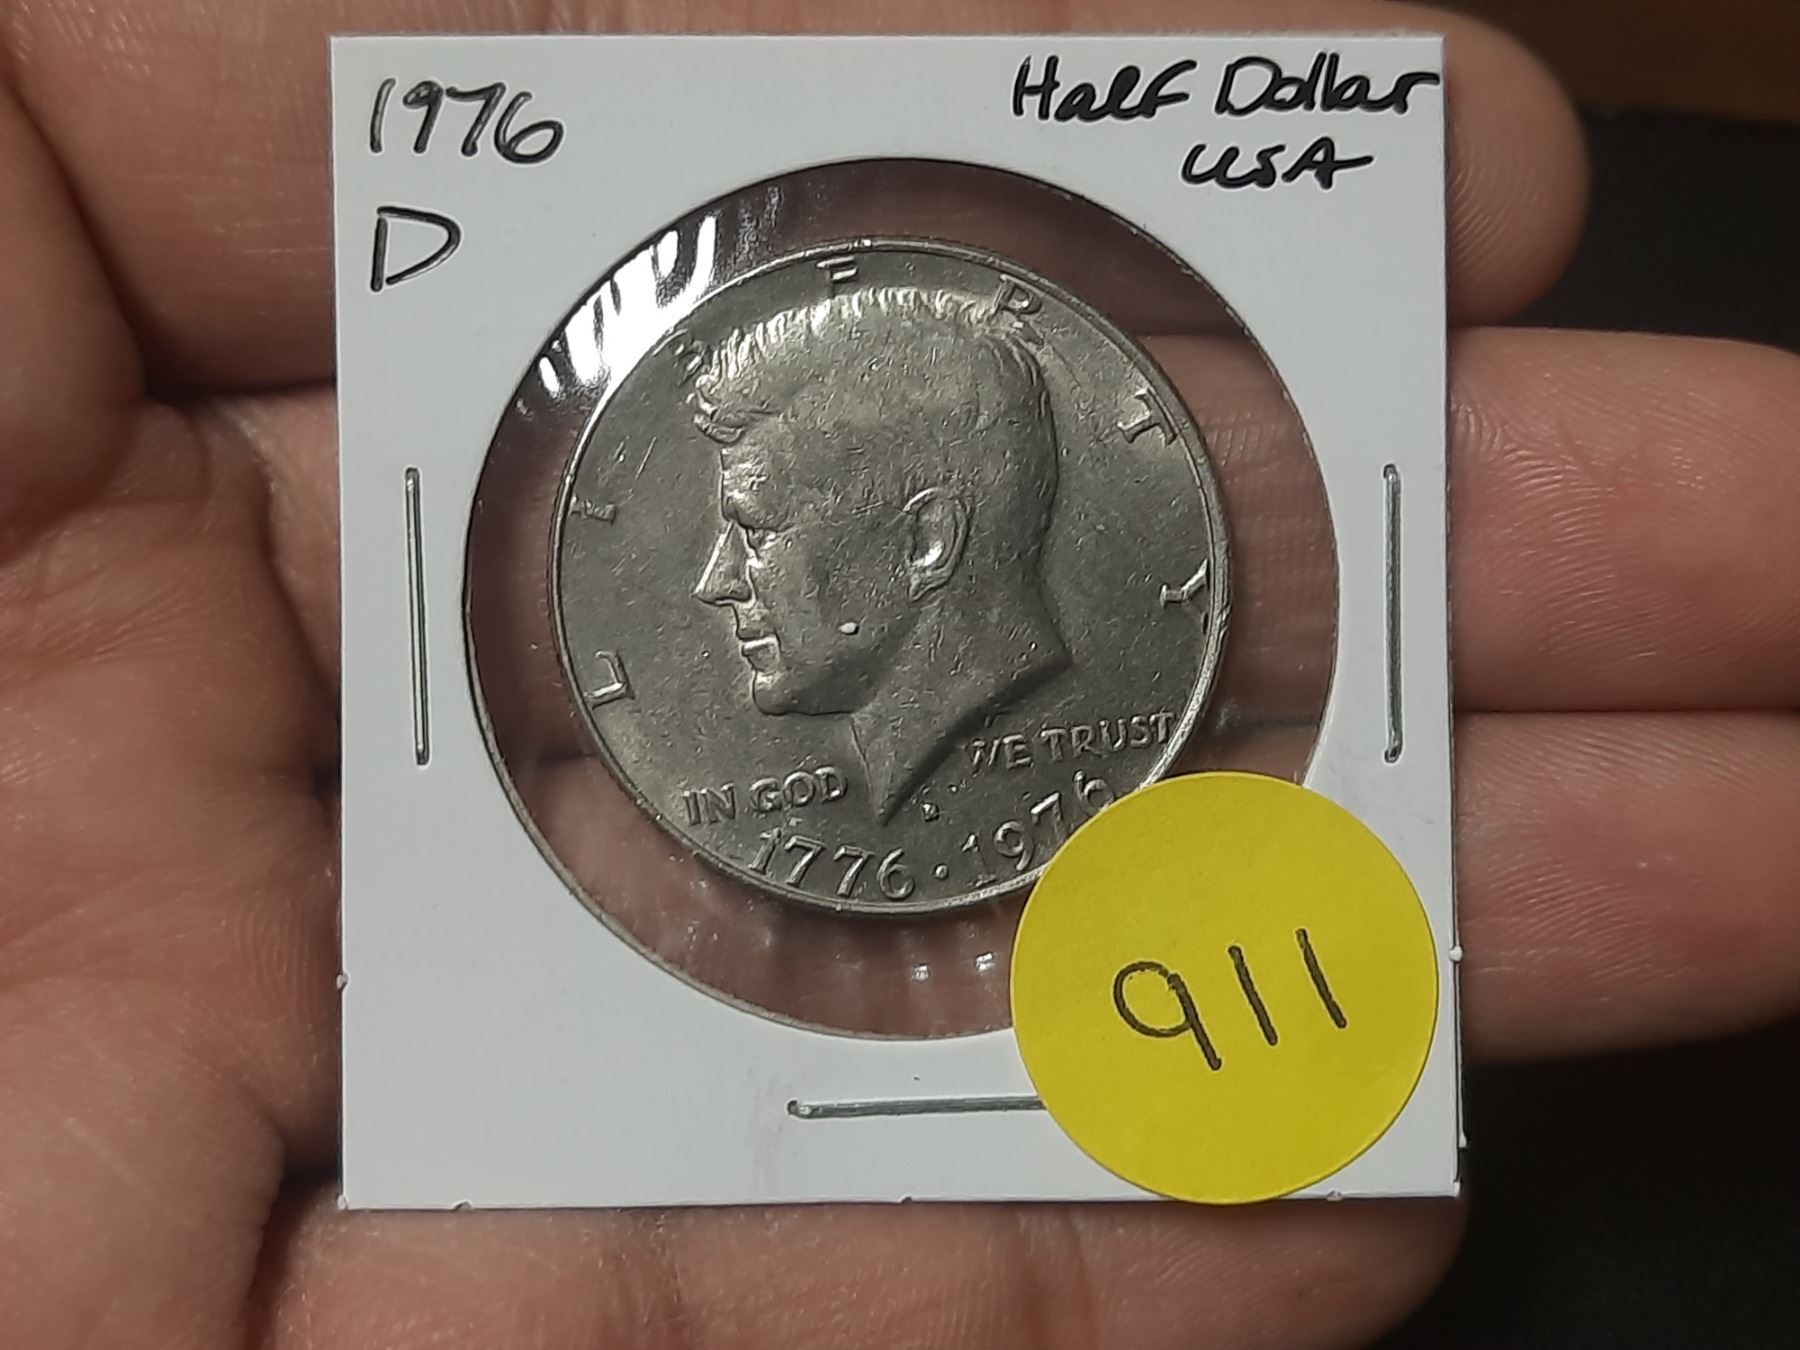 1976
D
Half Dollar
USA
LIBERTY
IN GOD WE TRUST
D
1776 · 1976
911